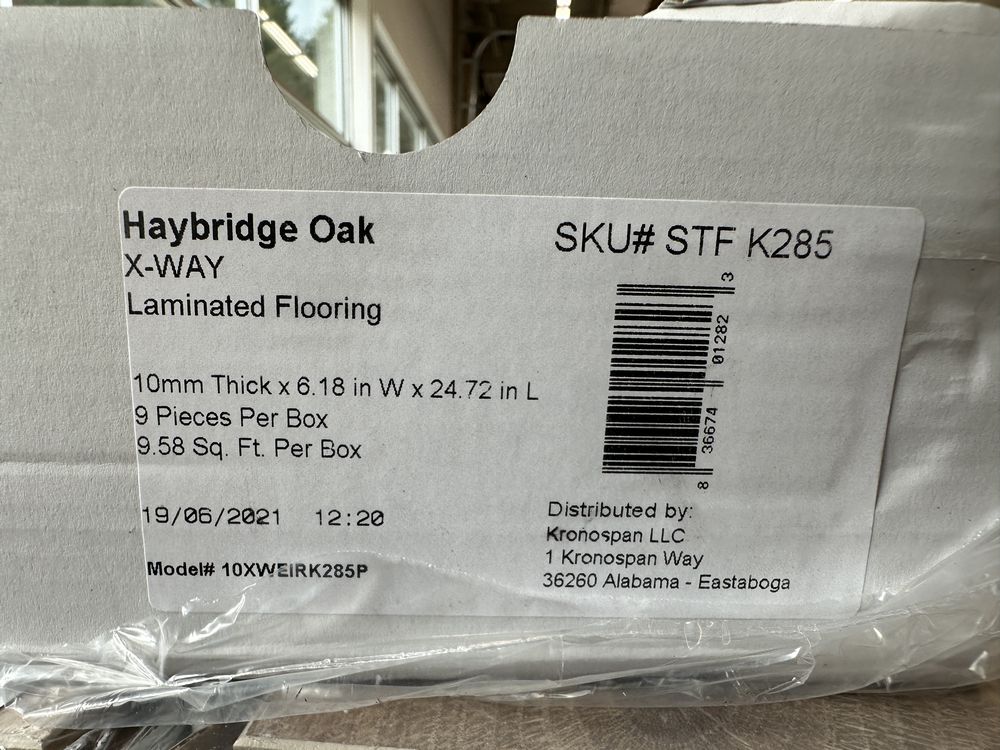 Haybridge Oak
X-WAY
Laminated Flooring
10mm Thick x 6.18 in W x 24.72 in L
9 Pieces Per Box
9.58 Sq. Ft. Per Box
19/06/2021 12:20
Model# 10XWEIRK285P
SKU# STF K285
8 36674 01282 3
Distributed by:
Kronospan LLC
1 Kronospan Way
36260 Alabama - Eastaboga